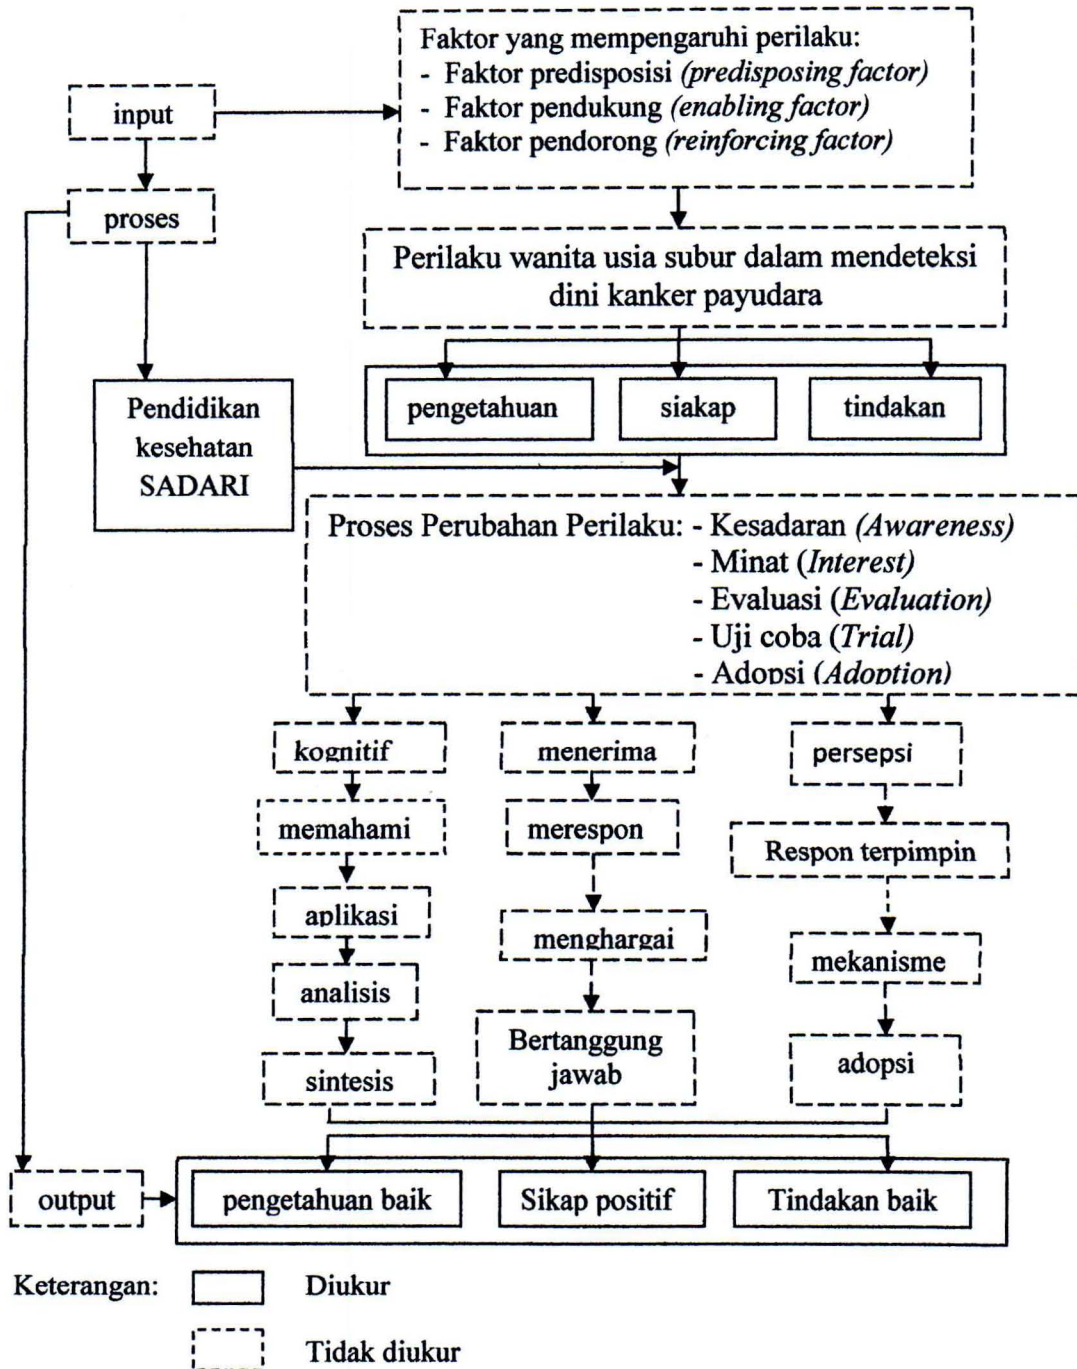 Faktor yang mempengaruhi perilaku:
- Faktor predisposisi (predisposing factor)
- Faktor pendukung (enabling factor)
- Faktor pendorong (reinforcing factor)
input
proses
Perilaku wanita usia subur dalam mendeteksi
dini kanker payudara
pengetahuan
siakap
tindakan
Pendidikan
kesehatan
SADARI
Proses Perubahan Perilaku: - Kesadaran (Awareness)
- Minat (Interest)
- Evaluasi (Evaluation)
- Uji coba (Trial)
- Adopsi (Adoption)
kognitif
memahami
aplikasi
analisis
sintesis
menerima
merespon
menghargai
Bertanggung
jawab
persepsi
Respon terpimpin
mekanisme
adopsi
output
pengetahuan baik
Sikap positif
Tindakan baik
Keterangan:
Diukur
Tidak diukur